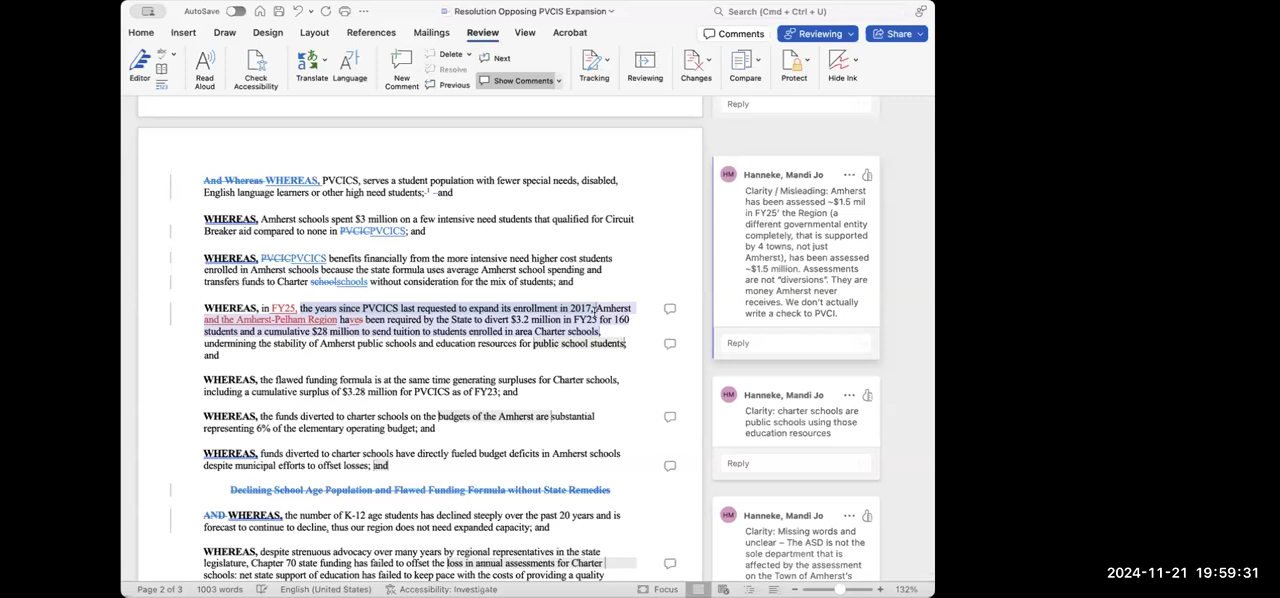 AutoSave
Resolution Opposing PVCIS Expansion
Search (Cmd + Ctrl + U)
Home Insert Draw Design Layout References Mailings Review View Acrobat
Comments Reviewing Share
Editor
Read Aloud
Check Accessibility
Translate
Language
New Comment
Delete
Resolve
Previous
Next
Show Comments
Tracking
Reviewing
Changes
Compare
Protect
Hide Ink
Reply
And Whereas WHEREAS, PVCICS, serves a student population with fewer special needs, disabled,
English language learners or other high need students; 1 and
WHEREAS, Amherst schools spent $3 million on a few intensive need students that qualified for Circuit
Breaker aid compared to none in PVCICPVCICS; and
WHEREAS, PVCICPVCICS benefits financially from the more intensive need higher cost students
enrolled in Amherst schools because the state formula uses average Amherst school spending and
transfers funds to Charter schoolschools without consideration for the mix of students; and
WHEREAS, in FY25, the years since PVCICS last requested to expand its enrollment in 2017, Amherst
and the Amherst-Pelham Region haves been required by the State to divert $3.2 million in FY25 for 160
students and a cumulative $28 million to send tuition to students enrolled in area Charter schools,
undermining the stability of Amherst public schools and education resources for public school students;
and
WHEREAS, the flawed funding formula is at the same time generating surpluses for Charter schools,
including a cumulative surplus of $3.28 million for PVCICS as of FY23; and
WHEREAS, the funds diverted to charter schools on the budgets of the Amherst are substantial
representing 6% of the elementary operating budget; and
WHEREAS, funds diverted to charter schools have directly fueled budget deficits in Amherst schools
despite municipal efforts to offset losses; and
Declining School Age Population and Flawed Funding Formula without State Remedies
AND WHEREAS, the number of K-12 age students has declined steeply over the past 20 years and is
forecast to continue to decline, thus our region does not need expanded capacity; and
WHEREAS, despite strenuous advocacy over many years by regional representatives in the state
legislature, Chapter 70 state funding has failed to offset the loss in annual assessments for Charter
schools: net state support of education has failed to keep pace with the costs of providing a quality
HM Hanneke, Mandi Jo
Clarity / Misleading: Amherst
has been assessed ~$1.5 mil
in FY25' the Region (a
different governmental entity
completely, that is supported
by 4 towns, not just
Amherst), has been assessed
~$1.5 million. Assessments
are not “diversions”. They are
money Amherst never
receives. We don't actually
write a check to PVCI.
Reply
HM Hanneke, Mandi Jo
Clarity: charter schools are
public schools using those
education resources
Reply
HM Hanneke, Mandi Jo
Clarity: Missing words and
unclear – The ASD is not the
sole department that is
affected by the assessment
on the Town of Amherst's
Page 2 of 3 1003 words English (United States) Accessibility: Investigate Focus 132%
2024-11-21 19:59:31